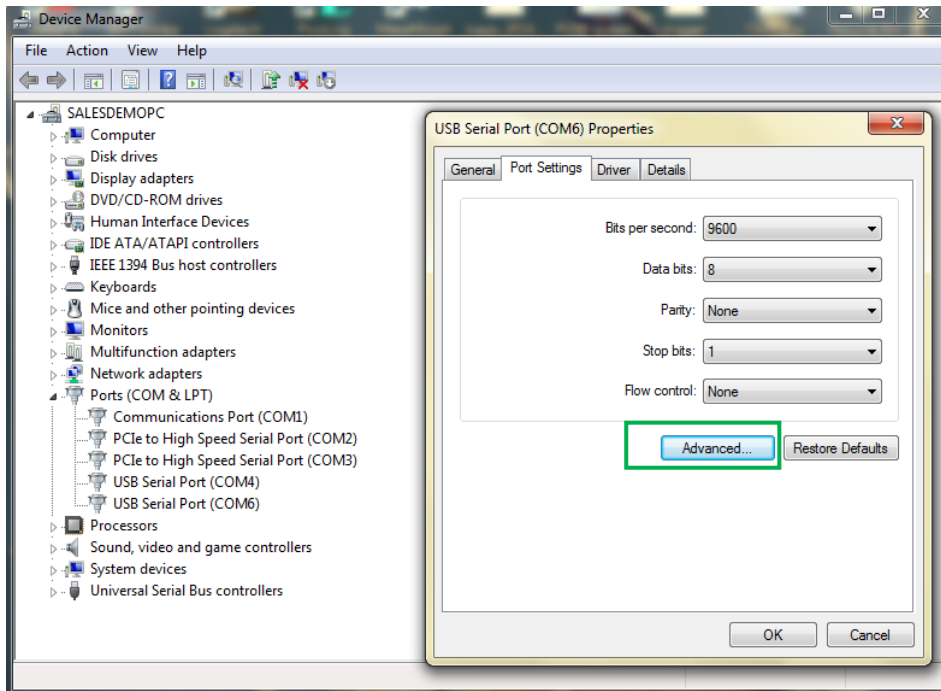 Device Manager
File Action View Help
SALESDEMOPC
Computer
Disk drives
Display adapters
DVD/CD-ROM drives
Human Interface Devices
IDE ATA/ATAPI controllers
IEEE 1394 Bus host controllers
Keyboards
Mice and other pointing devices
Monitors
Multifunction adapters
Network adapters
Ports (COM & LPT)
Communications Port (COM1)
PCIe to High Speed Serial Port (COM2)
PCIe to High Speed Serial Port (COM3)
USB Serial Port (COM4)
USB Serial Port (COM6)
Processors
Sound, video and game controllers
System devices
Universal Serial Bus controllers
USB Serial Port (COM6) Properties
General Port Settings Driver Details
Bits per second: 9600
Data bits: 8
Parity: None
Stop bits: 1
Flow control: None
Advanced... Restore Defaults
OK Cancel